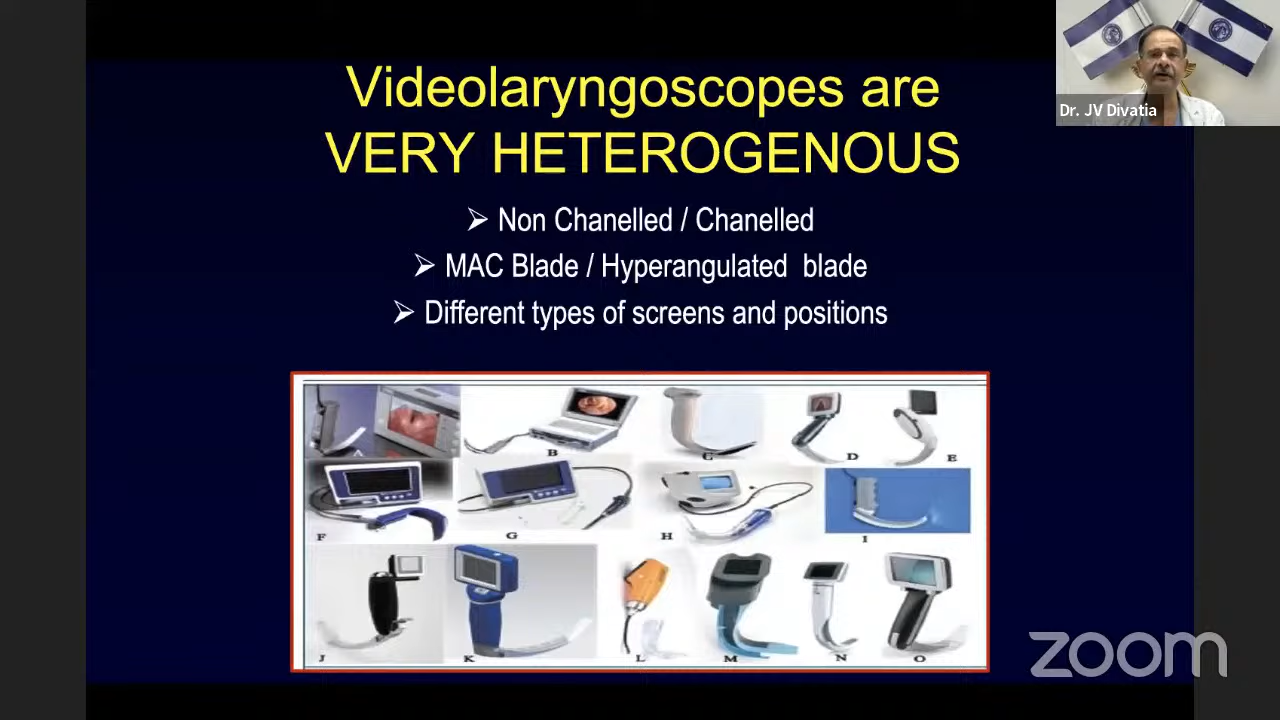 Videolaryngoscopes are
VERY HETEROGENOUS
➢ Non Chanelled / Chanelled
➢ MAC Blade / Hyperangulated blade
➢ Different types of screens and positions
Dr. JV Divatia
B
C
D
E
F
G
H
I
J
K
L
M
N
O
zoom